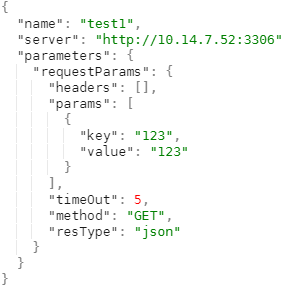 {
  "name": "test1",
  "server": "http://10.14.7.52:3306"
  "parameters": {
    "requestParams": {
      "headers": [],
      "params": [
        {
          "key": "123",
          "value": "123"
        }
      ],
      "timeOut": 5,
      "method": "GET",
      "resType": "json"
    }
  }
}